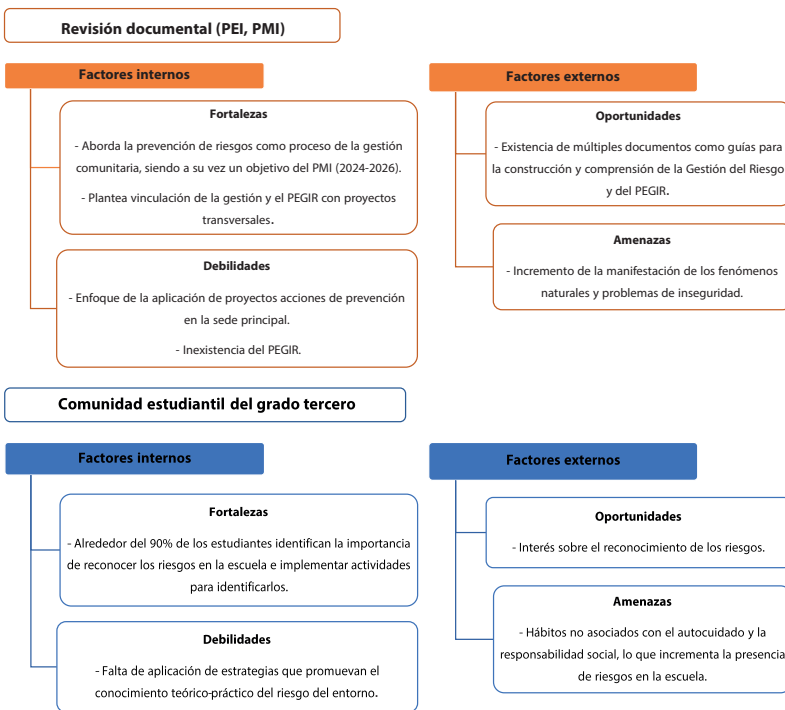 Revisión documental (PEI, PMI)
Factores internos
Fortalezas
- Aborda la prevención de riesgos como proceso de la gestión
comunitaria, siendo a su vez un objetivo del PMI (2024-2026).
- Plantea vinculación de la gestión y el PEGIR con proyectos
transversales.
Debilidades
- Enfoque de la aplicación de proyectos acciones de prevención
en la sede principal.
- Inexistencia del PEGIR.
Factores externos
Oportunidades
- Existencia de múltiples documentos como guías para
la construcción y comprensión de la Gestión del Riesgo
y del PEGIR.
Amenazas
- Incremento de la manifestación de los fenómenos
naturales y problemas de inseguridad.
Comunidad estudiantil del grado tercero
Factores internos
Fortalezas
- Alrededor del 90% de los estudiantes identifican la importancia
de reconocer los riesgos en la escuela e implementar actividades
para identificarlos.
Debilidades
- Falta de aplicación de estrategias que promuevan el
conocimiento teórico-práctico del riesgo del entorno.
Factores externos
Oportunidades
- Interés sobre el reconocimiento de los riesgos.
Amenazas
- Hábitos no asociados con el autocuidado y la
responsabilidad social, lo que incrementa la presencia
de riesgos en la escuela.